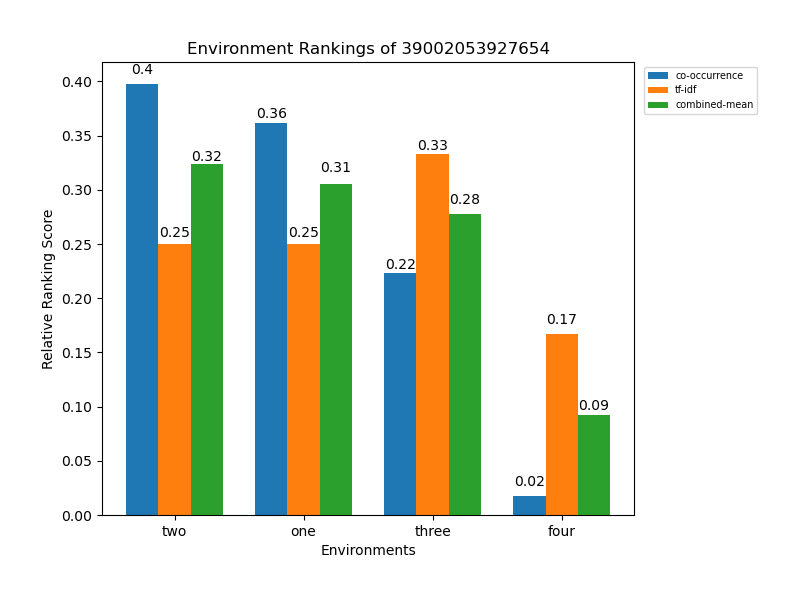 Environment Rankings of 39002053927654
co-occurrence
tf-idf
combined-mean
Relative Ranking Score
0.40
0.35
0.30
0.25
0.20
0.15
0.10
0.05
0.00
0.4
0.25
0.32
0.36
0.25
0.31
0.22
0.33
0.28
0.02
0.17
0.09
two
one
three
four
Environments